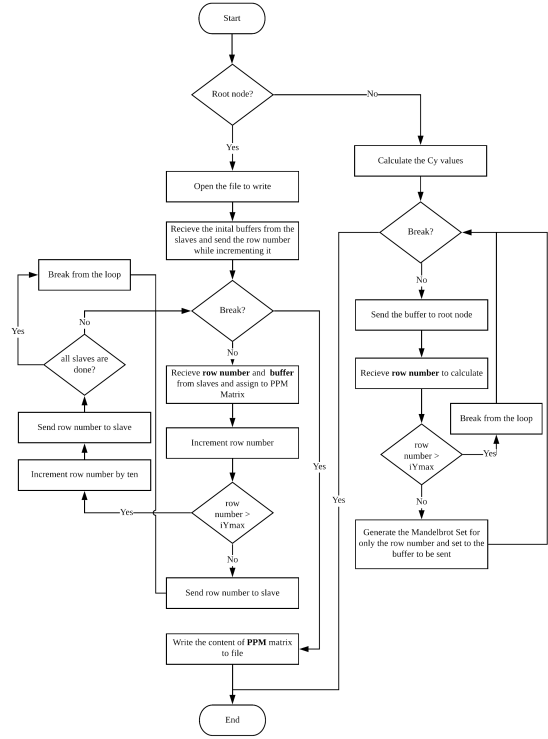 Start
Root node?
No
Yes
Calculate the Cy values
Open the file to write
Recieve the inital buffers from the
slaves and send the row number
while incrementing it
Break?
No
Break from the loop
Break?
No
Yes
No
all slaves are
done?
Send the buffer to root node
Recieve row number and buffer
from slaves and assign to PPM
Matrix
Recieve row number to calculate
Send row number to slave
Increment row number
Break from the loop
row
number >
iYmax
Yes
Increment row number by ten
Yes
Yes
row
number >
iYmax
Yes
No
No
Generate the Mandelbrot Set for
only the row number and set to the
buffer to be sent
Send row number to slave
Write the content of PPM matrix
to file
End